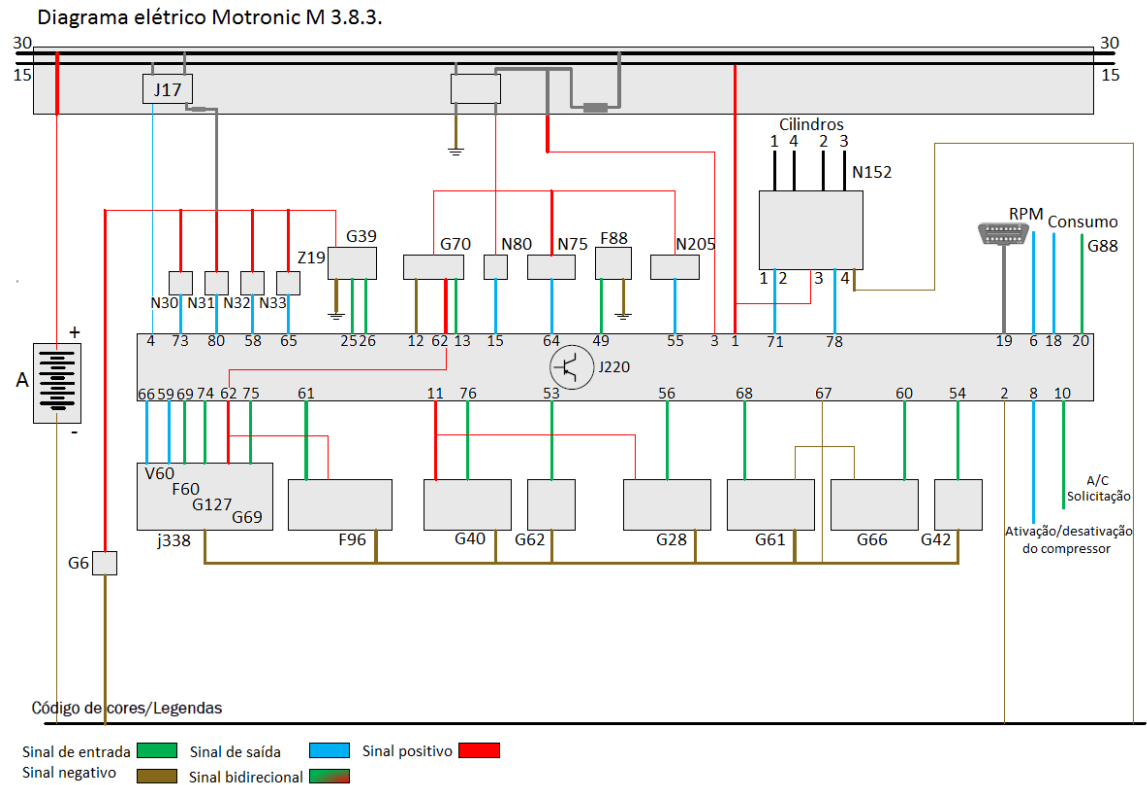 Diagrama elétrico Motronic M 3.8.3.
30 30
15 15
J17
Cilindros
1 4 2 3
N152
RPM Consumo
G88
G39 G70 N80 N75 F88 N205
Z19
N30 N31 N32 N33
1 2 3 4
+
A
-
4 73 80 58 65 25 26 12 62 13 15 64 49 55 3 1 71 78 19 6 18 20
J220
66 59 69 74 62 75 61 11 76 53 56 68 67 60 54 2 8 10
V60
F60
G127
G69
j338 F96 G40 G62 G28 G61 G66 G42
A/C
Solicitação
Ativação/desativação
do compressor
G6
Código de cores/Legendas
Sinal de entrada Sinal de saída Sinal positivo
Sinal negativo Sinal bidirecional